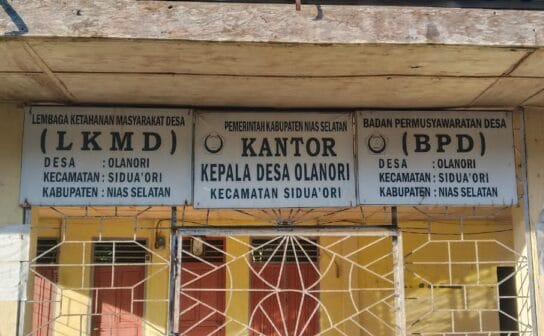 LEMBAGA KETAHANAN MASYARAKAT DESA
(LKMD)
DESA : OLANORI
KECAMATAN : SIDUA'ORI
KABUPATEN : NIAS SELATAN
PEMERINTAH KABUPATEN NIAS SELATAN
KANTOR
KEPALA DESA OLANORI
KECAMATAN SIDUA'ORI
BADAN PERMUSYAWARATAN DESA
(BPD)
DESA : OLANORI
KECAMATAN : SIDUA'ORI
KABUPATEN : NIAS SELATAN